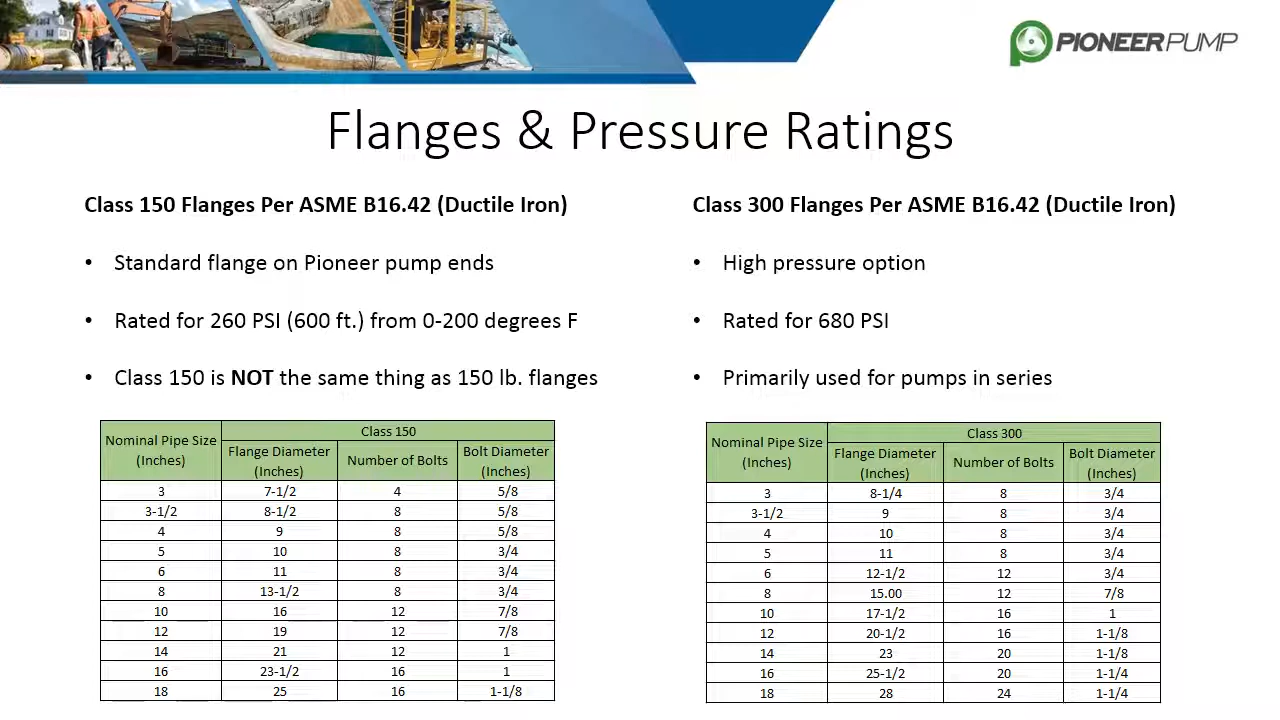 PIONEERPUMP
Flanges & Pressure Ratings
Class 150 Flanges Per ASME B16.42 (Ductile Iron)
• Standard flange on Pioneer pump ends
• Rated for 260 PSI (600 ft.) from 0-200 degrees F
• Class 150 is NOT the same thing as 150 lb. flanges
Nominal Pipe Size (Inches) Class 150
Flange Diameter (Inches) Number of Bolts Bolt Diameter (Inches)
3 7-1/2 4 5/8
3-1/2 8-1/2 8 5/8
4 9 8 5/8
5 10 8 3/4
6 11 8 3/4
8 13-1/2 8 3/4
10 16 12 7/8
12 19 12 7/8
14 21 12 1
16 23-1/2 16 1
18 25 16 1-1/8
Class 300 Flanges Per ASME B16.42 (Ductile Iron)
• High pressure option
• Rated for 680 PSI
• Primarily used for pumps in series
Nominal Pipe Size (Inches) Class 300
Flange Diameter (Inches) Number of Bolts Bolt Diameter (Inches)
3 8-1/4 8 3/4
3-1/2 9 8 3/4
4 10 8 3/4
5 11 8 3/4
6 12-1/2 12 3/4
8 15.00 12 7/8
10 17-1/2 16 1
12 20-1/2 16 1-1/8
14 23 20 1-1/8
16 25-1/2 20 1-1/4
18 28 24 1-1/4